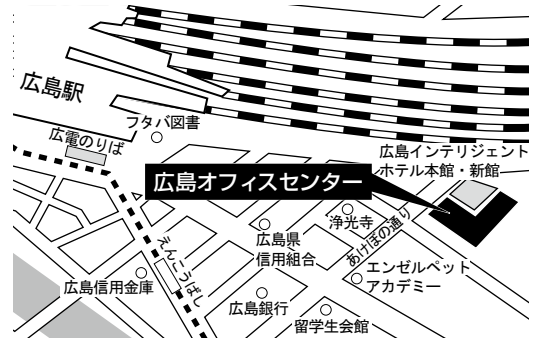 広島駅
フタバ図書
広電のりば
広島インテリジェント
ホテル本館・新館
広島オフィスセンター
浄光寺
広島県
信用組合
あけぼの通り
えんこうばし
エンゼルペット
アカデミー
広島信用金庫
広島銀行
留学生会館